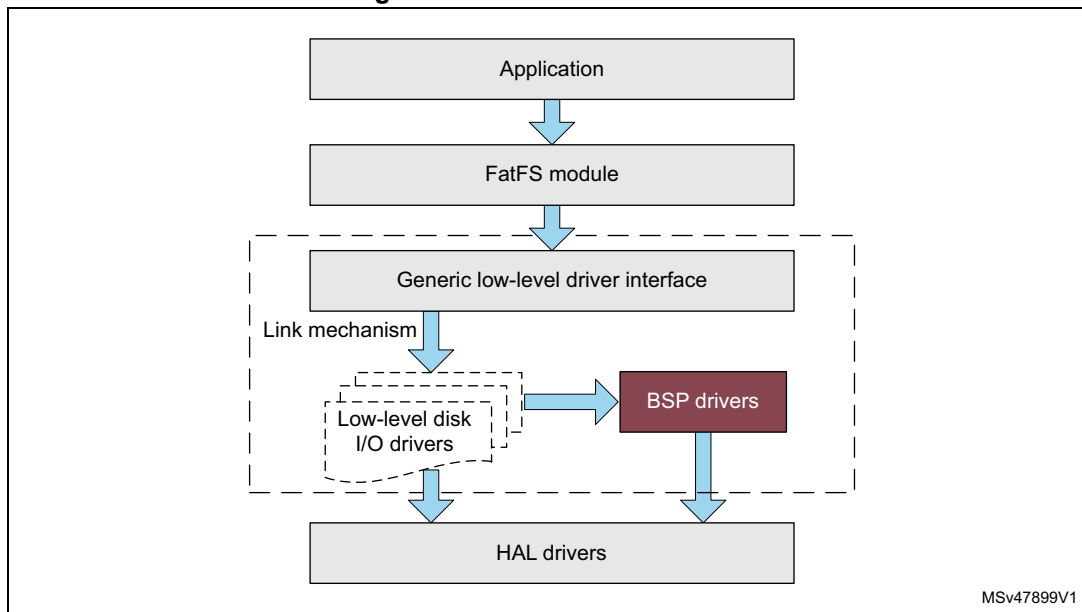 Application
FatFS module
Generic low-level driver interface
Link mechanism
Low-level disk
I/O drivers
BSP drivers
HAL drivers
MSv47899V1